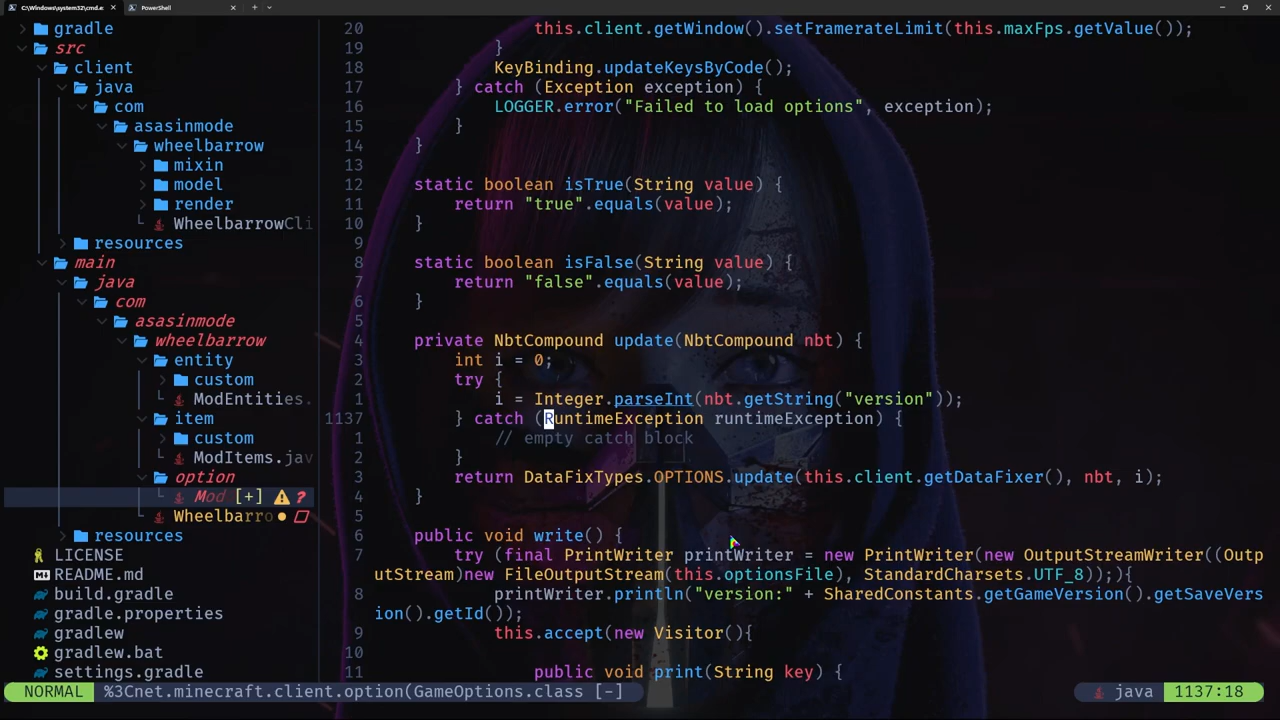 C:\Windows\system32\cmd.e
PowerShell
gradle
src
client
java
com
asasinmode
wheelbarrow
mixin
model
render
WheelbarrowCli
resources
main
java
com
asasinmode
wheelbarrow
entity
custom
ModEntities.
item
custom
ModItems.jav
option
Mod [+] ?
Wheelbarro
resources
LICENSE
README.md
build.gradle
gradle.properties
gradlew
gradlew.bat
settings.gradle
20 this.client.getWindow().setFramerateLimit(this.maxFps.getValue());
19 }
18 KeyBinding.updateKeysByCode();
17 } catch (Exception exception) {
16 LOGGER.error("Failed to load options", exception);
15 }
14 }
13
12 static boolean isTrue(String value) {
11 return "true".equals(value);
10 }
9
8 static boolean isFalse(String value) {
7 return "false".equals(value);
6 }
5
4 private NbtCompound update(NbtCompound nbt) {
3 int i = 0;
2 try {
1 i = Integer.parseInt(nbt.getString("version"));
1137 } catch (RuntimeException runtimeException) {
1 // empty catch block
2 }
3 return DataFixTypes.OPTIONS.update(this.client.getDataFixer(), nbt, i);
4 }
5
6 public void write() {
7 try (final PrintWriter printWriter = new PrintWriter(new OutputStreamWriter((Outp
utStream)new FileOutputStream(this.optionsFile), StandardCharsets.UTF_8));){
8 printWriter.println("version:" + SharedConstants.getGameVersion().getSaveVers
ion().getId());
9 this.accept(new Visitor(){
10
11 public void print(String key) {
NORMAL %3Cnet.minecraft.client.option(GameOptions.class [-] java 1137:18